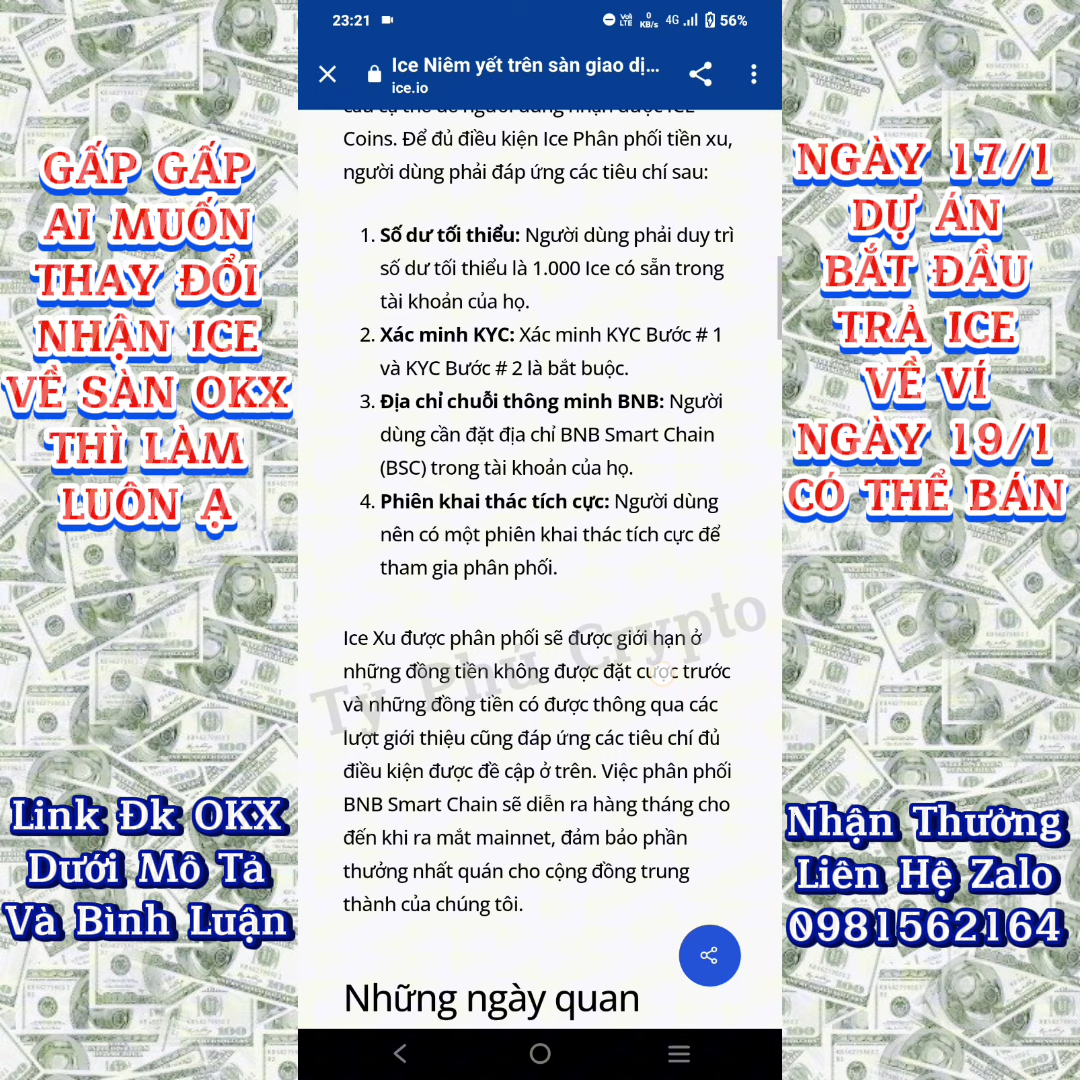 GẤP GẤP
AI MUỐN
THAY ĐỔI
NHẬN ICE
VỀ SÀN OKX
THÌ LÀM
LUÔN Ạ
Link Đk OKX
Dưới Mô Tả
Và Bình Luận
23:21
Vo) LTE
0 KB/s
4G
56%
Ice Niêm yết trên sàn giao dị...
ice.io
Coins. Để đủ điều kiện Ice Phân phối tiền xu,
người dùng phải đáp ứng các tiêu chí sau:
1. Số dư tối thiểu: Người dùng phải duy trì
số dư tối thiểu là 1.000 Ice có sẵn trong
tài khoản của họ.
2. Xác minh KYC: Xác minh KYC Bước # 1
và KYC Bước # 2 là bắt buộc.
3. Địa chỉ chuỗi thông minh BNB: Người
dùng cần đặt địa chỉ BNB Smart Chain
(BSC) trong tài khoản của họ.
4. Phiên khai thác tích cực: Người dùng
nên có một phiên khai thác tích cực để
tham gia phân phối.
Ice Xu được phân phối sẽ được giới hạn ở
những đồng tiền không được đặt cược trước
và những đồng tiền có được thông qua các
lượt giới thiệu cũng đáp ứng các tiêu chí đủ
điều kiện được đề cập ở trên. Việc phân phối
BNB Smart Chain sẽ diễn ra hàng tháng cho
đến khi ra mắt mainnet, đảm bảo phần
thưởng nhất quán cho cộng đồng trung
thành của chúng tôi.
Tỷ Phú Crypto
Những ngày quan
NGÀY 17/1
DỰ ÁN
BẮT ĐẦU
TRẢ ICE
VỀ VÍ
NGÀY 19/1
CÓ THỂ BÁN
Nhận Thưởng
Liên Hệ Zalo
0981562164